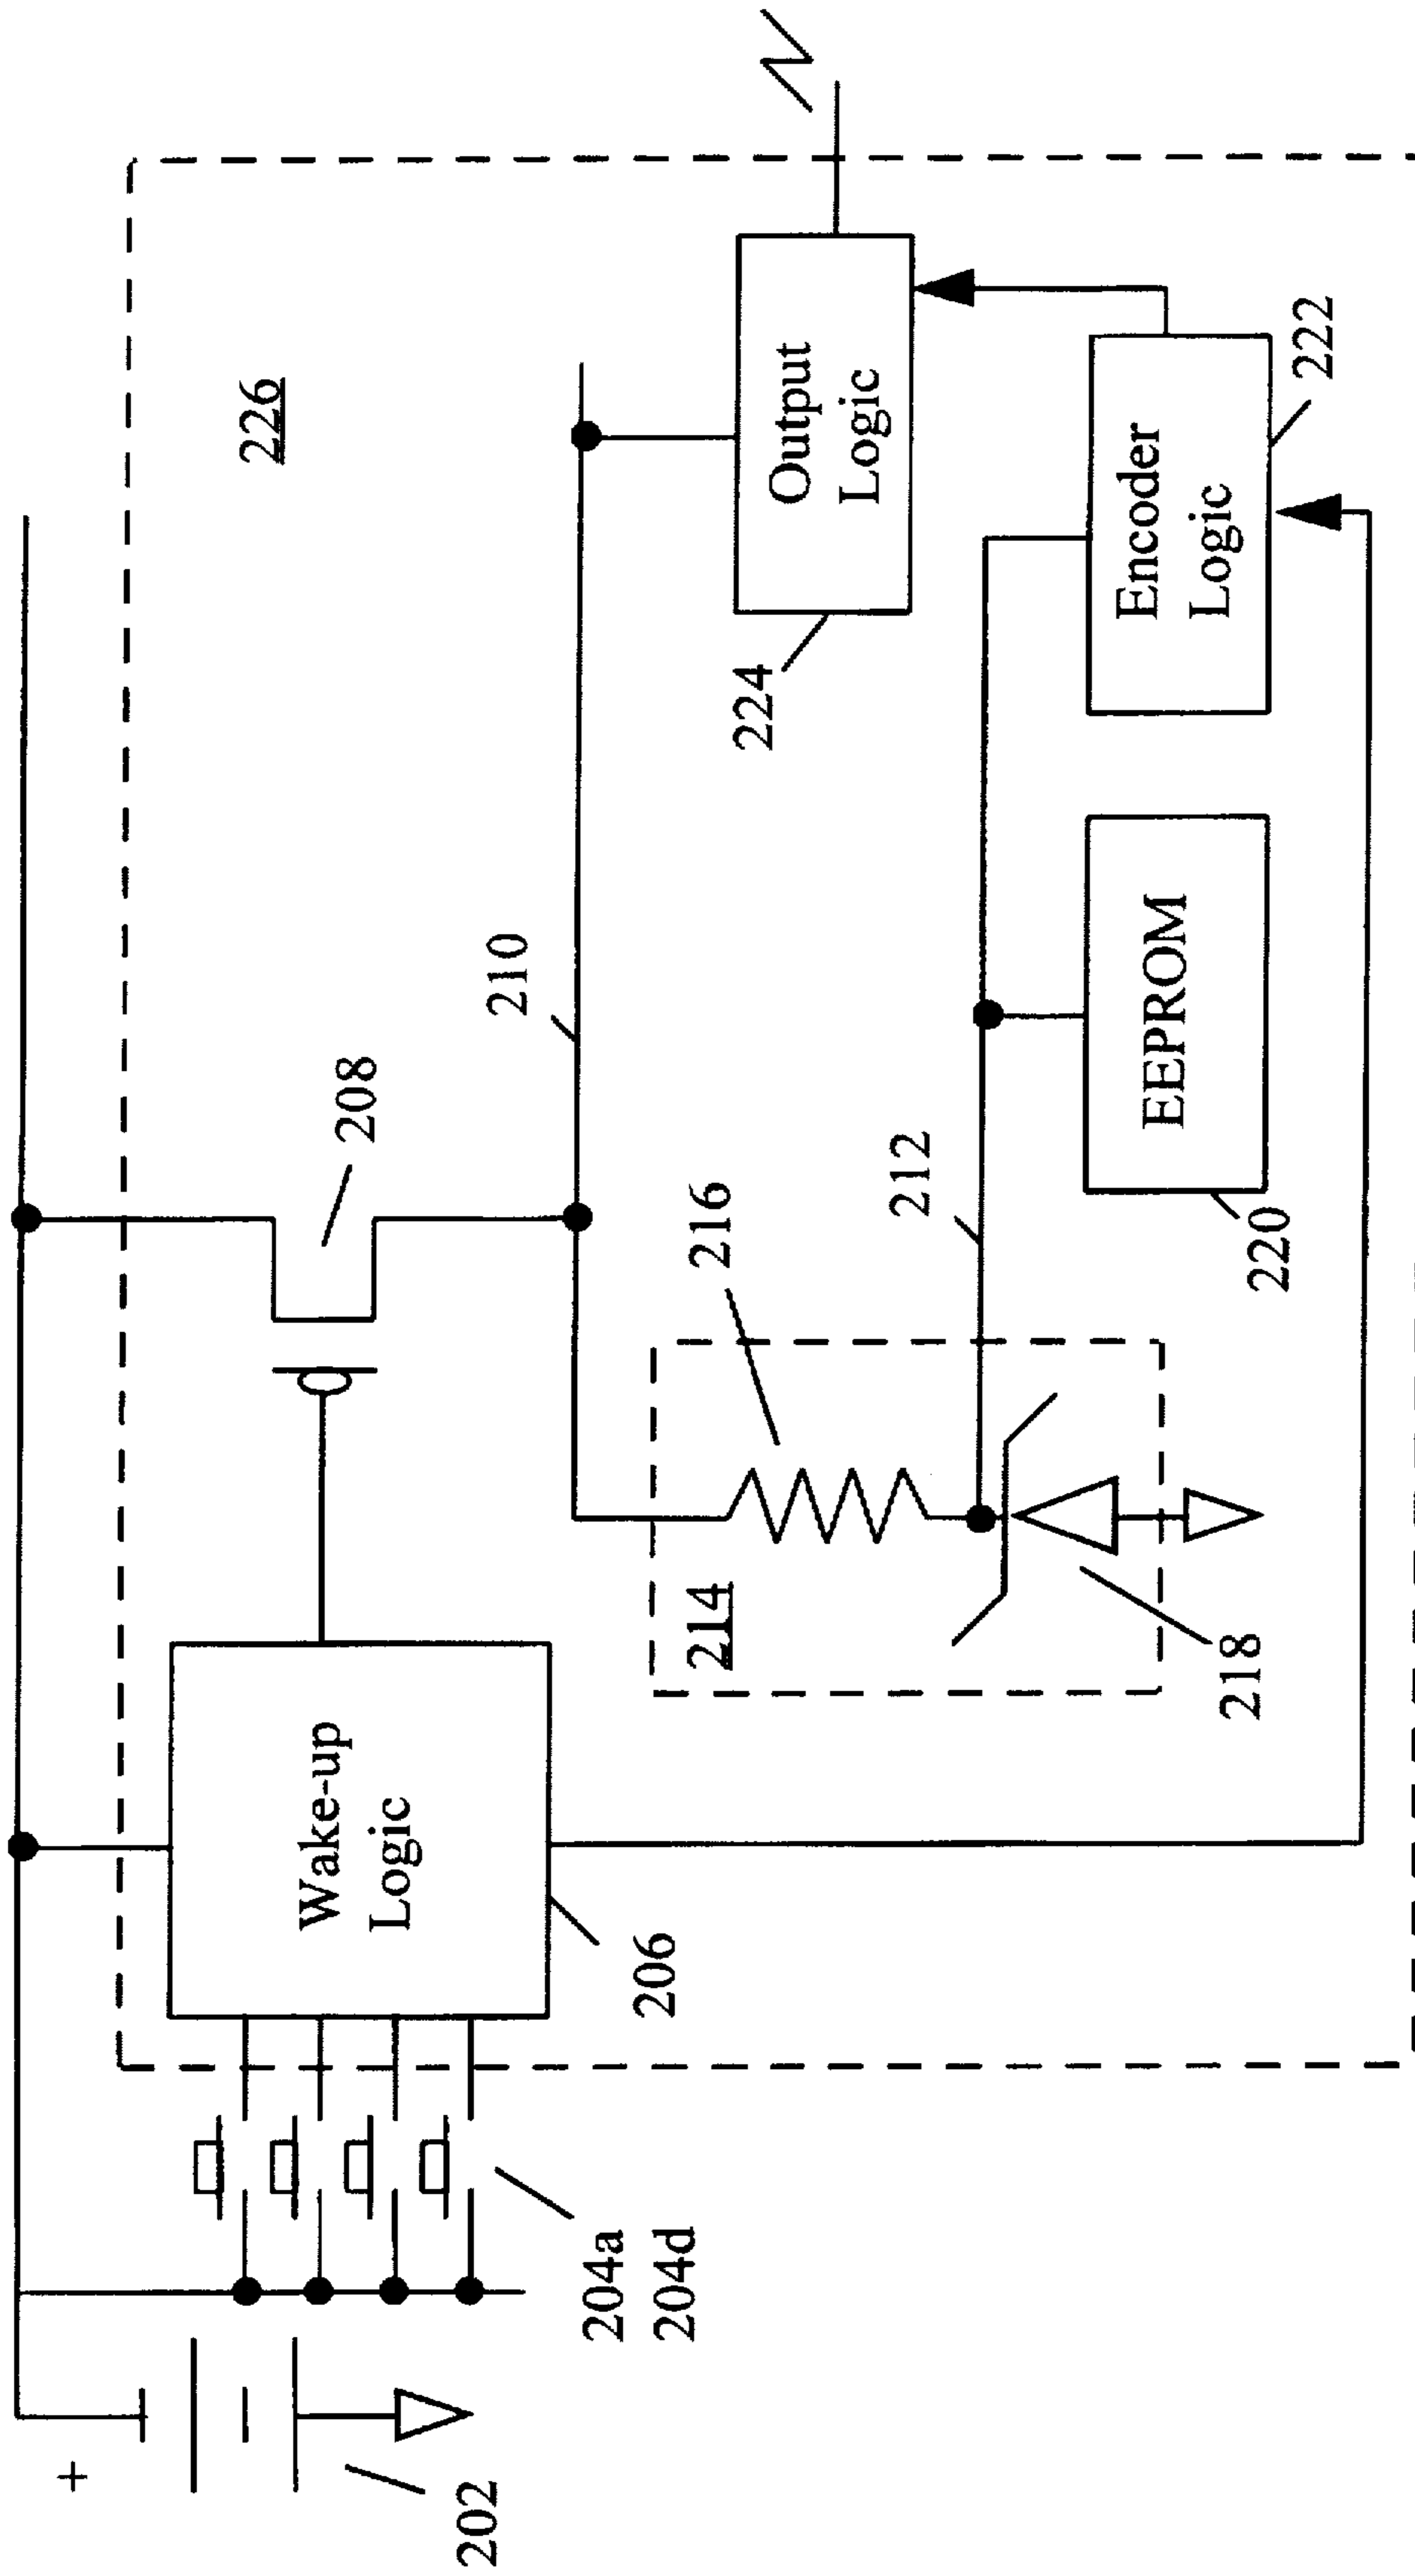 226
208
210
Wake-up
Logic
206
+
202
204a
204d
214
216
218
212
Output
Logic
224
EEPROM
220
Encoder
Logic
222